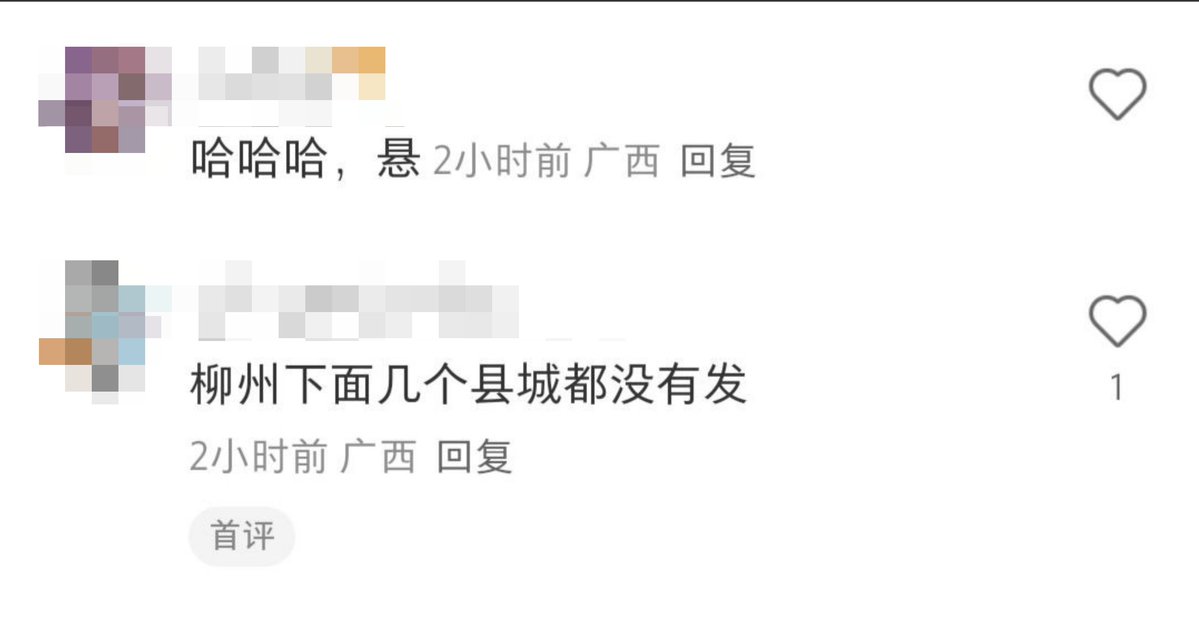 哈哈哈，悬 2小时前 广西 回复
柳州下面几个县城都没有发
1
2小时前 广西 回复
首评